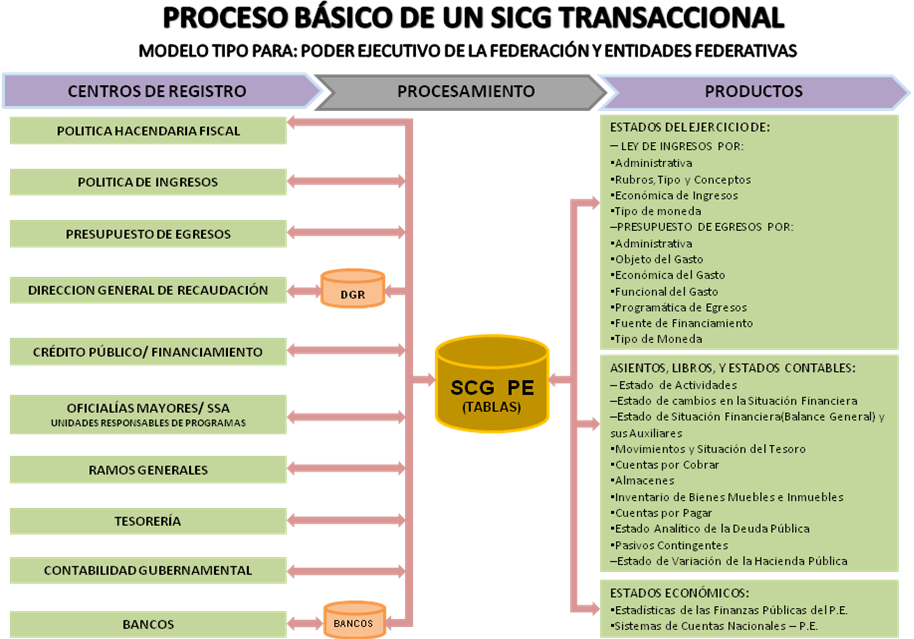 PROCESO BÁSICO DE UN SICG TRANSACCIONAL
MODELO TIPO PARA: PODER EJECUTIVO DE LA FEDERACIÓN Y ENTIDADES FEDERATIVAS
CENTROS DE REGISTRO
PROCESAMIENTO
PRODUCTOS
POLITICA HACENDARIA FISCAL
POLITICA DE INGRESOS
PRESUPUESTO DE EGRESOS
DIRECCION GENERAL DE RECAUDACIÓN
DGR
CRÉDITO PÚBLICO/ FINANCIAMIENTO
OFICIALÍAS MAYORES/ SSA
UNIDADES RESPONSABLES DE PROGRAMAS
RAMOS GENERALES
TESORERÍA
CONTABILIDAD GUBERNAMENTAL
BANCOS
BANCOS
SCG PE
(TABLAS)
ESTADOS DEL EJERCICIO DE:
– LEY DE INGRESOS POR:
•Administrativa
•Rubros, Tipo y Conceptos
•Económica de Ingresos
•Tipo de moneda
–PRESUPUESTO DE EGRESOS POR:
•Administrativa
•Objeto del Gasto
•Económica del Gasto
•Funcional del Gasto
•Programática de Egresos
•Fuente de Financiamiento
•Tipo de Moneda
ASIENTOS, LIBROS, Y ESTADOS CONTABLES:
– Estado de Actividades
–Estado de cambios en la Situación Financiera
–Estado de Situación Financiera(Balance General) y
sus Auxiliares
•Movimientos y Situación del Tesoro
•Cuentas por Cobrar
•Almacenes
•Inventario de Bienes Muebles e Inmuebles
•Cuentas por Pagar
•Estado Analítico de la Deuda Pública
•Pasivos Contingentes
–Estado de Variación de la Hacienda Pública
ESTADOS ECONÓMICOS:
•Estadísticas de las Finanzas Públicas del P.E.
•Sistemas de Cuentas Nacionales – P.E.